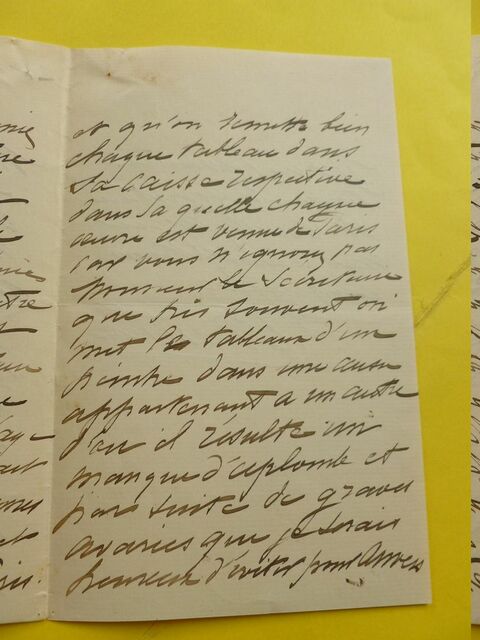 et qu'on remette bien
chaque tableau dans
sa caisse respective
dans laquelle chaque
œuvre est venue de Paris
car vous n'ignorez pas
Monsieur le Secrétaire
que très souvent on
met les tableaux d'un
peintre dans une caisse
appartenant à un autre
d'où il résulte un
manque d'aplomb et
par suite de graves
avaries que je serais
heureux d'éviter pour Anvers